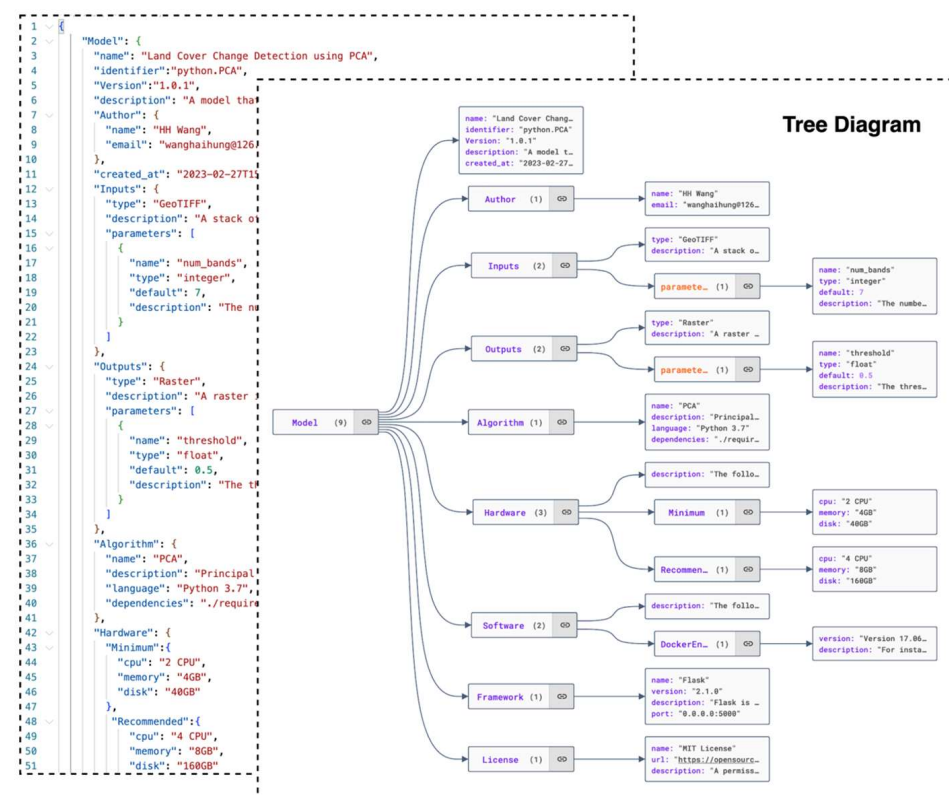 1 {
2 "Model": {
3 "name": "Land Cover Change Detection using PCA",
4 "identifier":"python.PCA",
5 "Version":"1.0.1",
6 "description": "A model tha
7 "Author": {
8 "name": "HH Wang",
9 "email": "wanghaihung@126
10 },
11 "created_at": "2023-02-27T15
12 "Inputs": {
13 "type": "GeoTIFF",
14 "description": "A stack o
15 "parameters": [
16 {
17 "name": "num_bands",
18 "type": "integer",
19 "default": 7,
20 "description": "The nu
21 }
22 ]
23 },
24 "Outputs": {
25 "type": "Raster",
26 "description": "A raster
27 "parameters": [
28 {
29 "name": "threshold",
30 "type": "float",
31 "default": 0.5,
32 "description": "The th
33 }
34 ]
35 },
36 "Algorithm": {
37 "name": "PCA",
38 "description": "Principal
39 "language": "Python 3.7",
40 "dependencies": "./require
41 },
42 "Hardware": {
43 "Minimum":{
44 "cpu": "2 CPU",
45 "memory": "4GB",
46 "disk": "40GB"
47 },
48 "Recommended":{
49 "cpu": "4 CPU",
50 "memory": "8GB",
51 "disk": "160GB"
Tree Diagram
Model (9)
name: "Land Cover Chang…
identifier: "python.PCA"
Version: "1.0.1"
description: "A model t…
created_at: "2023-02-27…
Author (1)
name: "HH Wang"
email: "wanghaihung@126…
Inputs (2)
type: "GeoTIFF"
description: "A stack o…
paramete… (1)
name: "num_bands"
type: "integer"
default: 7
description: "The numbe…
Outputs (2)
type: "Raster"
description: "A raster …
paramete… (1)
name: "threshold"
type: "float"
default: 0.5
description: "The thres…
Algorithm (1)
name: "PCA"
description: "Principal…
language: "Python 3.7"
dependencies: "./requir…
Hardware (3)
description: "The follo…
Minimum (1)
cpu: "2 CPU"
memory: "4GB"
disk: "40GB"
Recommen… (1)
cpu: "4 CPU"
memory: "8GB"
disk: "160GB"
Software (2)
description: "The follo…
DockerEn… (1)
version: "Version 17.06…
description: "For insta…
Framework (1)
name: "Flask"
version: "2.1.0"
description: "Flask is …
port: "0.0.0.0:5000"
License (1)
name: "MIT License"
url: "https://opensourc…
description: "A permiss…